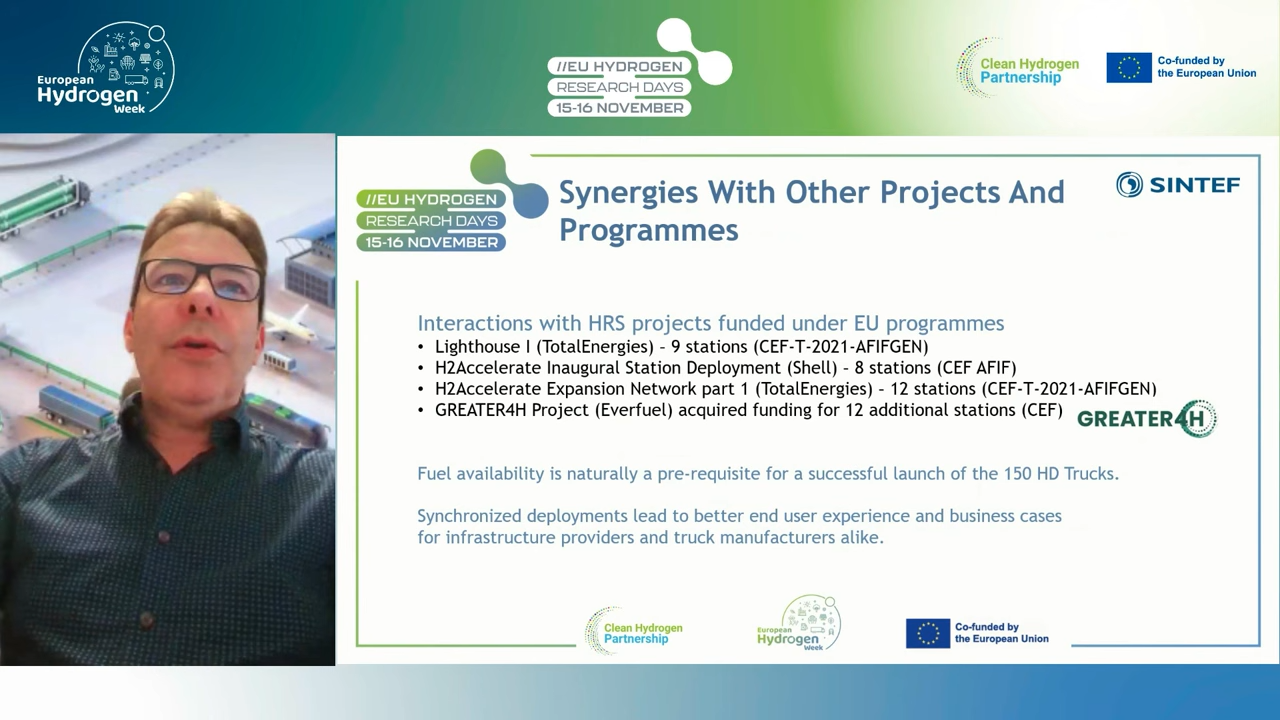 European
Hydrogen
Week
//EU HYDROGEN
RESEARCH DAYS
15-16 NOVEMBER
Clean Hydrogen
Partnership
Co-funded by
the European Union
//EU HYDROGEN
RESEARCH DAYS
15-16 NOVEMBER
Synergies With Other Projects And
Programmes
SINTEF
Interactions with HRS projects funded under EU programmes
• Lighthouse I (TotalEnergies) – 9 stations (CEF-T-2021-AFIFGEN)
• H2Accelerate Inaugural Station Deployment (Shell) – 8 stations (CEF AFIF)
• H2Accelerate Expansion Network part 1 (TotalEnergies) – 12 stations (CEF-T-2021-AFIFGEN)
• GREATER4H Project (Everfuel) acquired funding for 12 additional stations (CEF)
GREATER4H
Fuel availability is naturally a pre-requisite for a successful launch of the 150 HD Trucks.
Synchronized deployments lead to better end user experience and business cases
for infrastructure providers and truck manufacturers alike.
Clean Hydrogen
Partnership
European
Hydrogen
Week
Co-funded by
the European Union